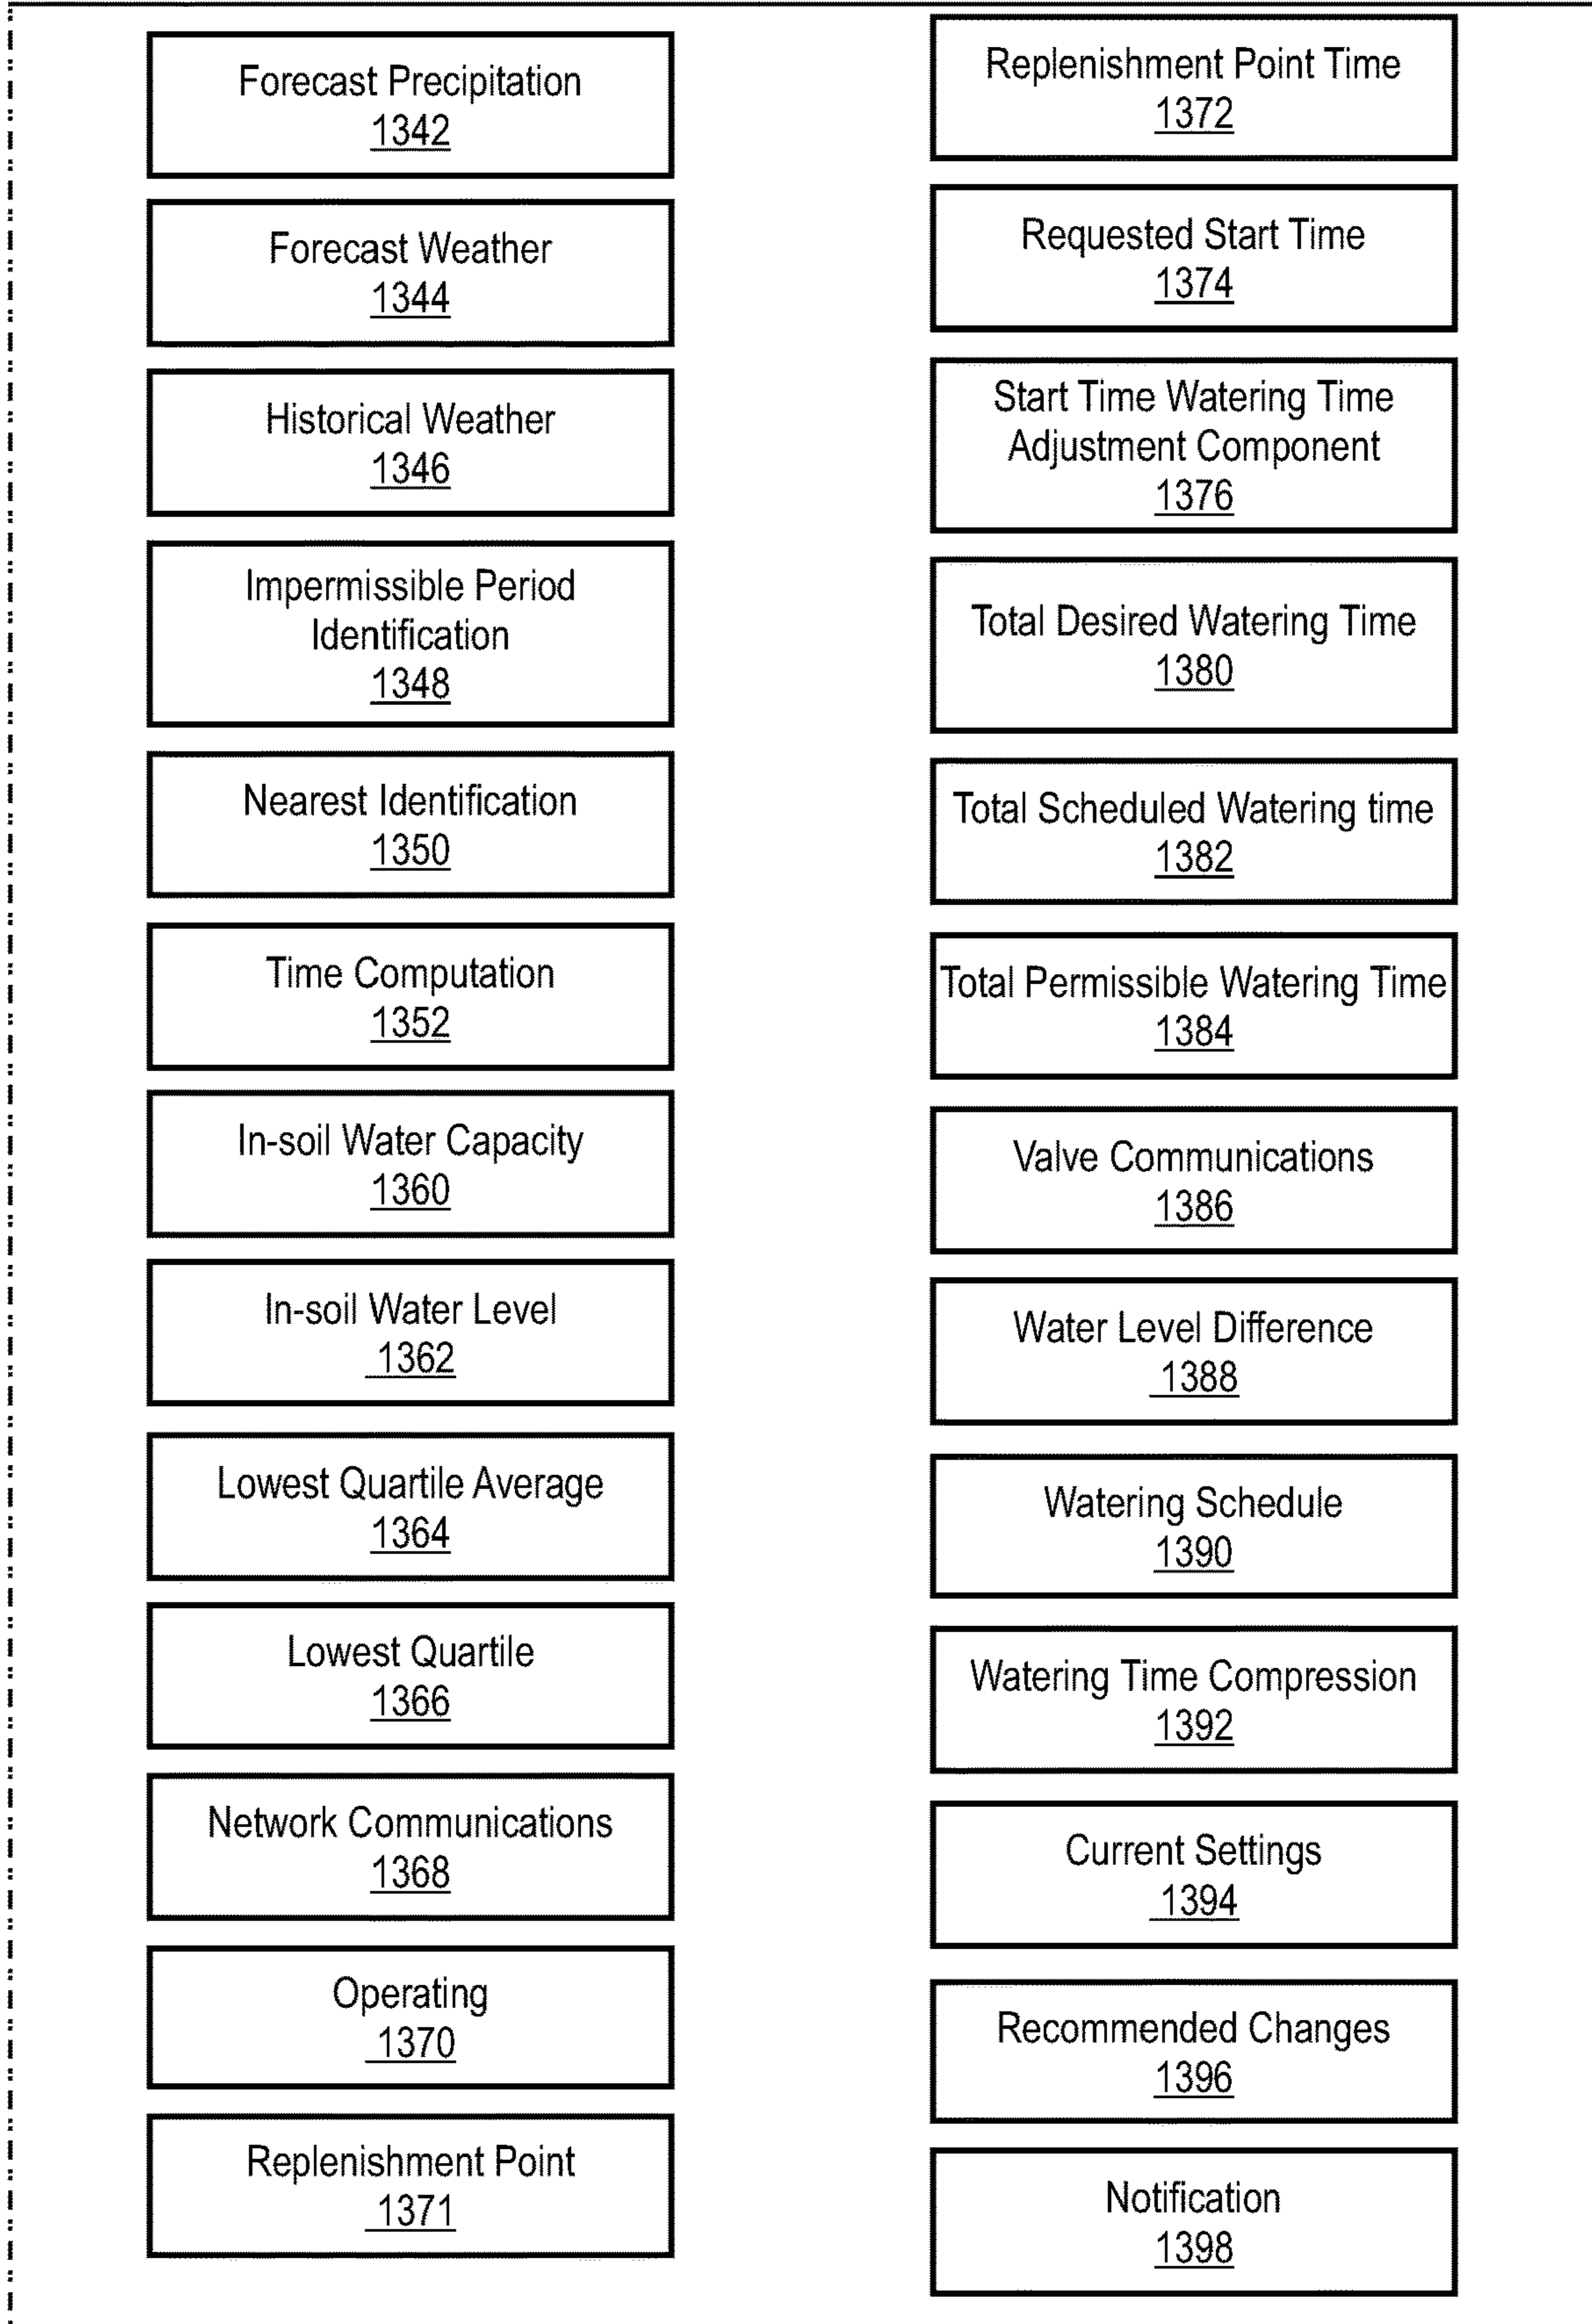 Forecast Precipitation
1342
Forecast Weather
1344
Historical Weather
1346
Impermissible Period
Identification
1348
Nearest Identification
1350
Time Computation
1352
In-soil Water Capacity
1360
In-soil Water Level
1362
Lowest Quartile Average
1364
Lowest Quartile
1366
Network Communications
1368
Operating
1370
Replenishment Point
1371
Replenishment Point Time
1372
Requested Start Time
1374
Start Time Watering Time
Adjustment Component
1376
Total Desired Watering Time
1380
Total Scheduled Watering time
1382
Total Permissible Watering Time
1384
Valve Communications
1386
Water Level Difference
1388
Watering Schedule
1390
Watering Time Compression
1392
Current Settings
1394
Recommended Changes
1396
Notification
1398